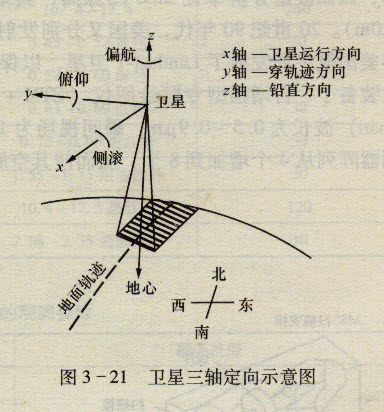 z
偏航
x轴 —卫星运行方向
y轴 —穿轨迹方向
z轴 —铅直方向
俯仰
y
卫星
侧滚
x
地面轨迹
地心
北
西 东
南
图 3-21 卫星三轴定向示意图